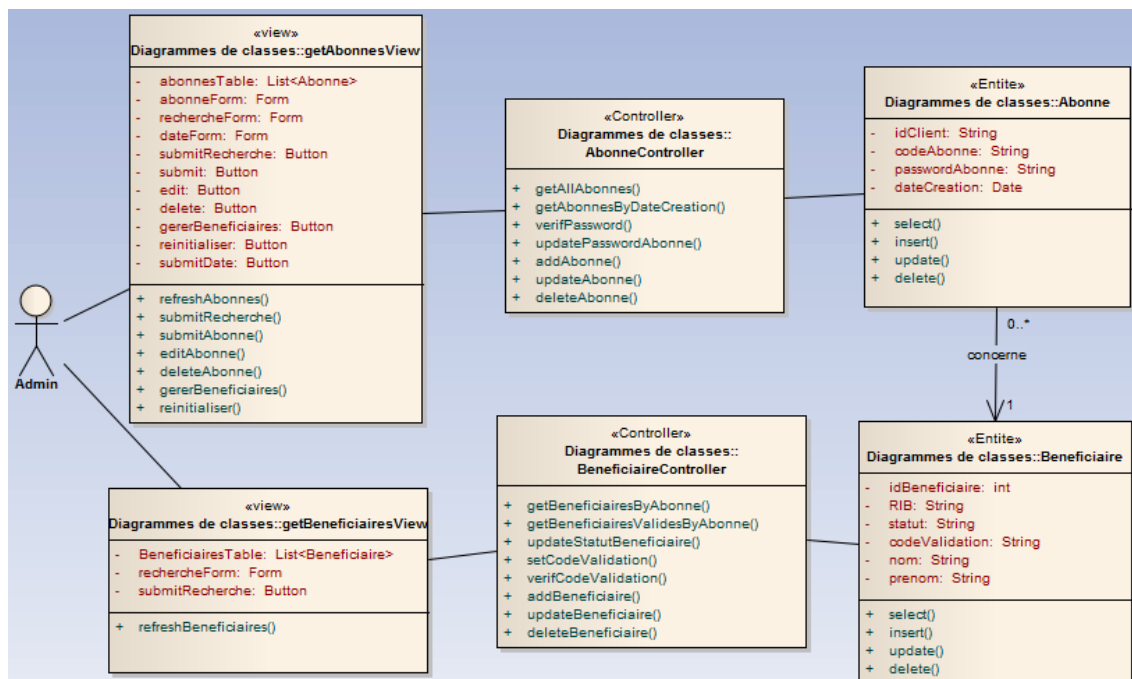 «view»
Diagrammes de classes::getAbonnesView
- abonnesTable: List<Abonne>
- abonneForm: Form
- rechercheForm: Form
- dateForm: Form
- submitRecherche: Button
- submit: Button
- edit: Button
- delete: Button
- gererBeneficiaires: Button
- reinitialiser: Button
- submitDate: Button
+ refreshAbonnes()
+ submitRecherche()
+ submitAbonne()
+ editAbonne()
+ deleteAbonne()
+ gererBeneficiaires()
+ reinitialiser()
«Controller»
Diagrammes de classes::
AbonneController
+ getAllAbonnes()
+ getAbonnesByDateCreation()
+ verifPassword()
+ updatePasswordAbonne()
+ addAbonne()
+ updateAbonne()
+ deleteAbonne()
«Entite»
Diagrammes de classes::Abonne
- idClient: String
- codeAbonne: String
- passwordAbonne: String
- dateCreation: Date
+ select()
+ insert()
+ update()
+ delete()
0..*
concerne
1
Admin
«view»
Diagrammes de classes::getBeneficiairesView
- BeneficiairesTable: List<Beneficiaire>
- rechercheForm: Form
- submitRecherche: Button
+ refreshBeneficiaires()
«Controller»
Diagrammes de classes::
BeneficiaireController
+ getBeneficiairesByAbonne()
+ getBeneficiairesValidesByAbonne()
+ updateStatutBeneficiaire()
+ setCodeValidation()
+ verifCodeValidation()
+ addBeneficiaire()
+ updateBeneficiaire()
+ deleteBeneficiaire()
«Entite»
Diagrammes de classes::Beneficiaire
- idBeneficiaire: int
- RIB: String
- statut: String
- codeValidation: String
- nom: String
- prenom: String
+ select()
+ insert()
+ update()
+ delete()